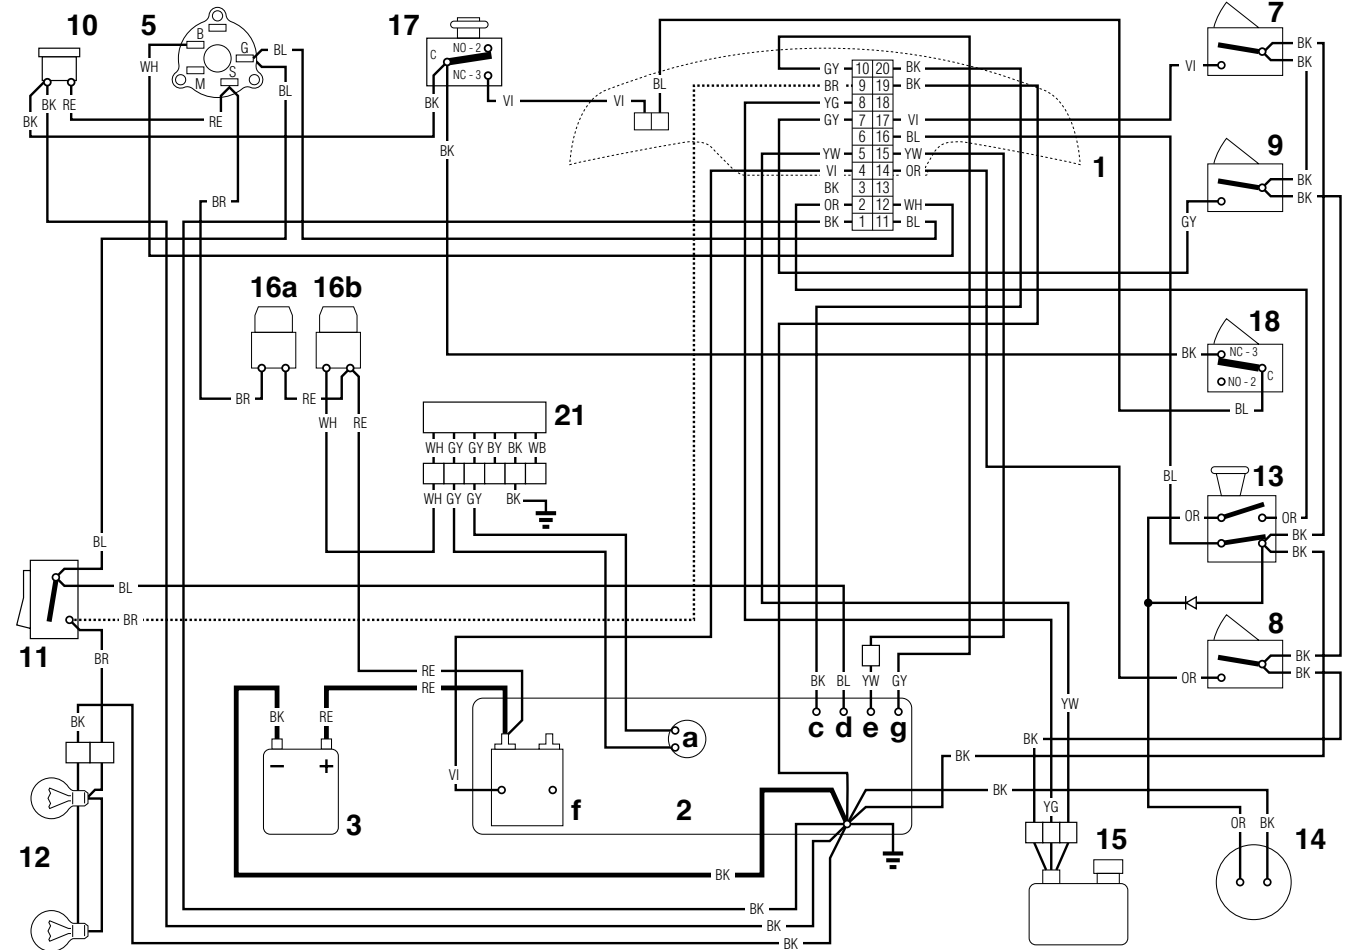 10 5 17 7
B G S M
WH BL BL
BK RE BK RE
C NO - 2 NC - 3
BK VI VI BL
BK
GY 10 20 BK
BR 9 19 BK
YG 8 18
GY 7 17 VI
6 16 BL
YW 5 15 YW
VI 4 14 OR
BK 3 13
OR 2 12 WH
BK 1 11 BL
1
VI BK BK
9
BK BK
GY
BR
16a 16b
BR RE WH RE
18
BK NC - 3 C NO - 2
BL
21
WH GY GY BY BK WB
WH GY GY BK
13
BL
OR OR
BK BK
BL
BL
BR
11
BR
8
BK BK
OR
RE
RE
BK RE
BK
− +
3
VI
f
a
2
BK BL YW GY
c d e g
YW
BK
BK
BK
YG
OR BK
15
14
12
BK
BK
BK
BK